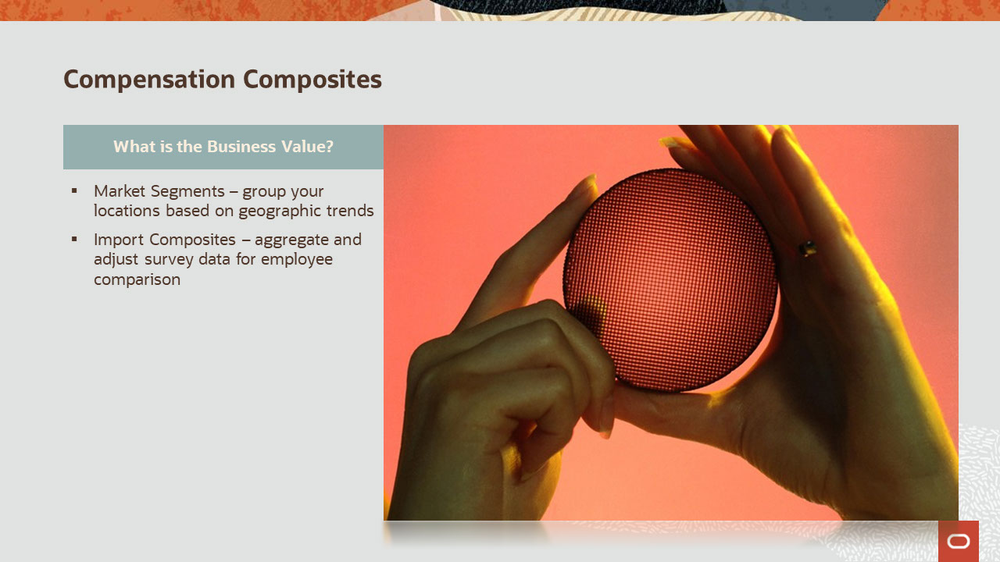 Compensation Composites
What is the Business Value?
▪ Market Segments – group your
locations based on geographic trends
▪ Import Composites – aggregate and
adjust survey data for employee
comparison